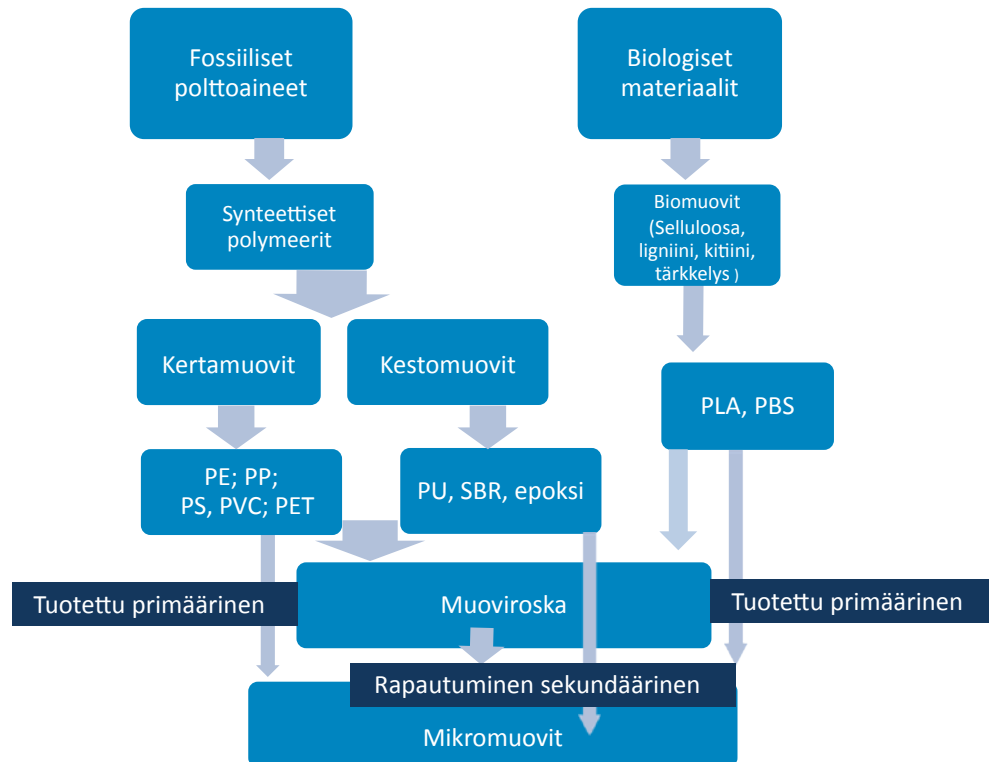 Fossiiliset
polttoaineet
Biologiset
materiaalit
Synteettiset
polymeerit
Biomuovit
(Selluloosa,
ligniini, kitiini,
tärkkelys )
Kertamuovit
Kestomuovit
PLA, PBS
PE; PP;
PS, PVC; PET
PU, SBR, epoksi
Tuotettu primäärinen
Muoviroska
Tuotettu primäärinen
Rapautuminen sekundäärinen
Mikromuovit